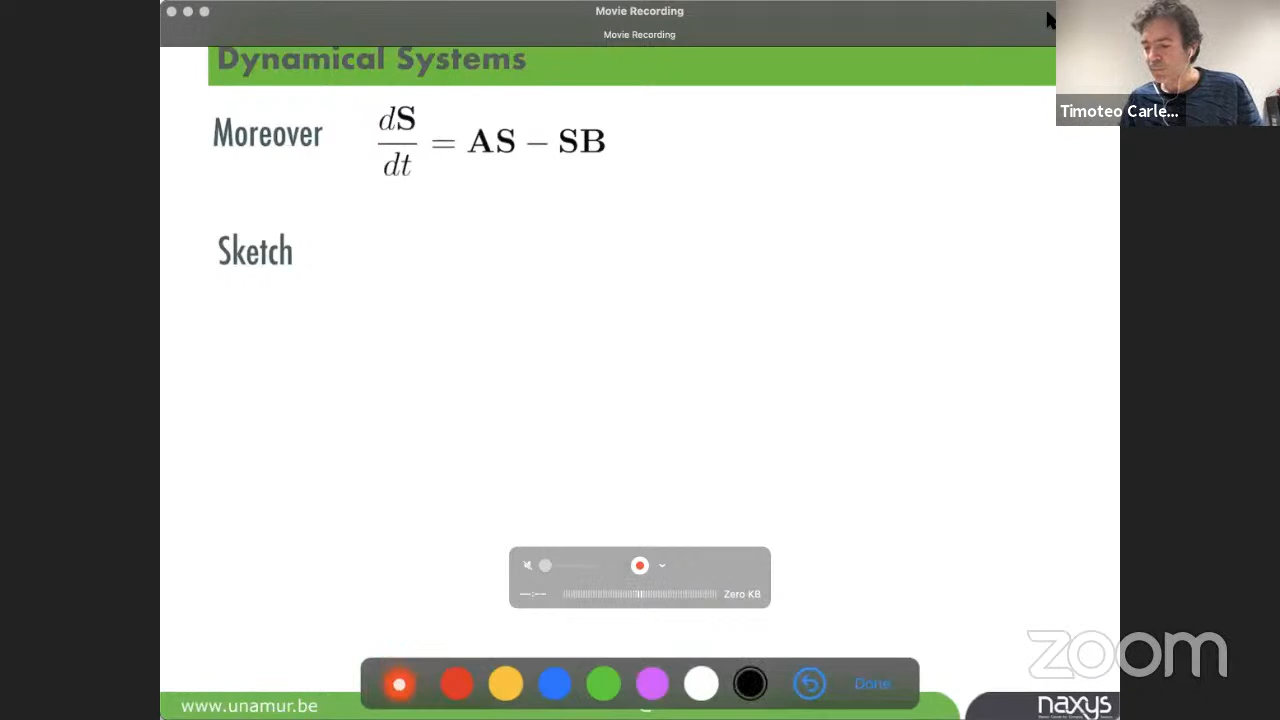 Movie Recording
Movie Recording
Dynamical Systems
Timoteo Carle...
Moreover dS/dt = AS − SB
Sketch
--:--
Zero KB
zoom
Done
www.unamur.be
naxys